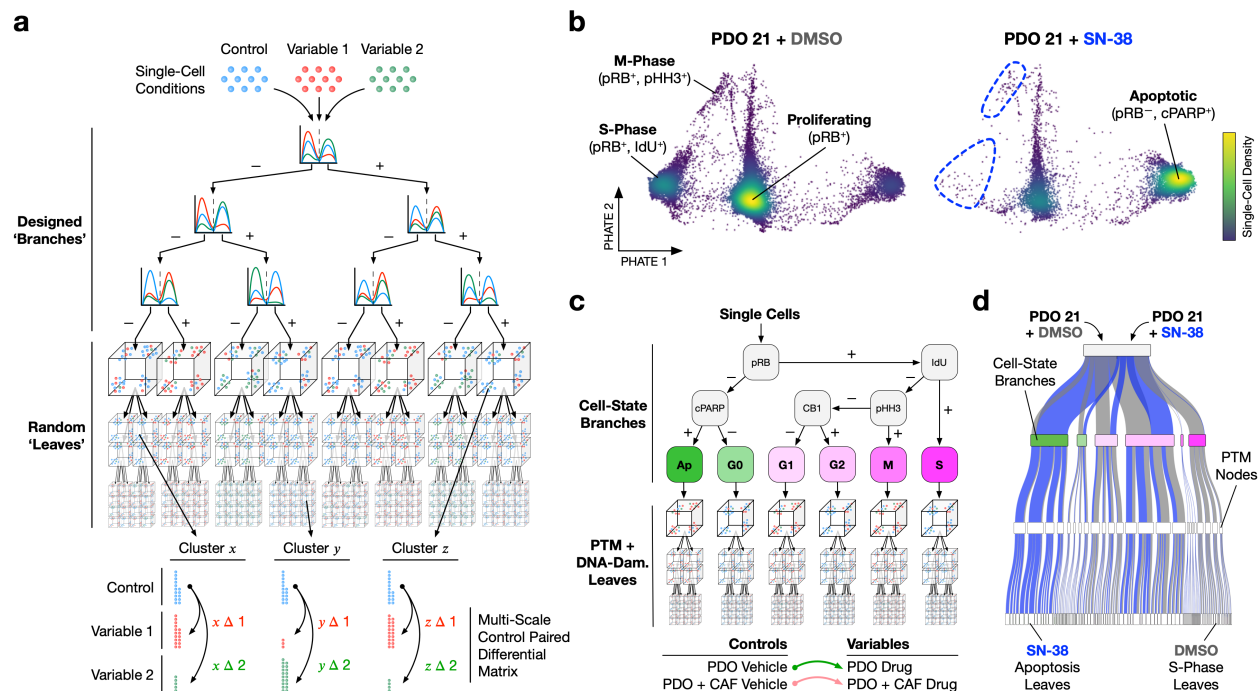 a
Control
Variable 1
Variable 2
Single-Cell
Conditions
− +
− + − +
− + − + − + − +
Designed
'Branches'
Random
'Leaves'
Cluster x
Cluster y
Cluster z
Control
Variable 1
Variable 2
x Δ 1
y Δ 1
z Δ 1
x Δ 2
y Δ 2
z Δ 2
Multi-Scale
Control Paired
Differential
Matrix
b
PDO 21 + DMSO
PDO 21 + SN-38
M-Phase
(pRB⁺, pHH3⁺)
S-Phase
(pRB⁺, IdU⁺)
Proliferating
(pRB⁺)
Apoptotic
(pRB⁻, cPARP⁺)
PHATE 2
PHATE 1
Single-Cell Density
c
Single Cells
pRB
+
IdU
− −
cPARP
CB1
−
pHH3
+
+ − − + +
Cell-State
Branches
Ap
G0
G1
G2
M
S
PTM +
DNA-Dam.
Leaves
Controls
Variables
PDO Vehicle
PDO Drug
PDO + CAF Vehicle
PDO + CAF Drug
d
PDO 21
+ DMSO
PDO 21
+ SN-38
Cell-State
Branches
PTM
Nodes
SN-38
Apoptosis
Leaves
DMSO
S-Phase
Leaves